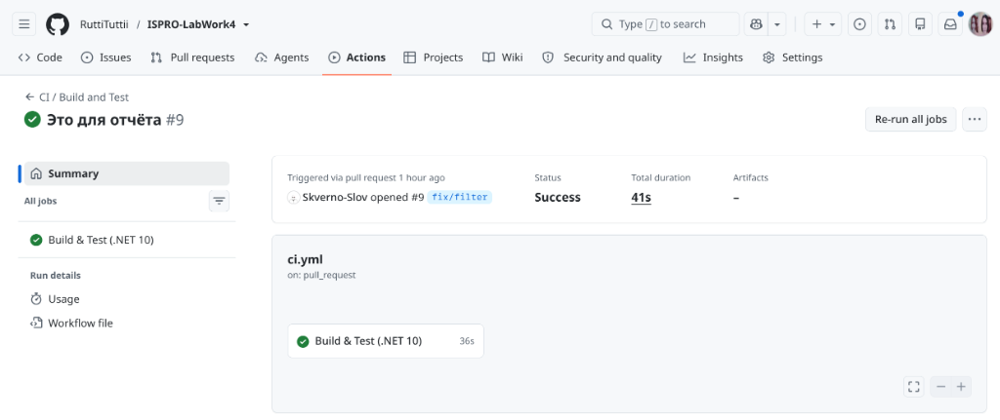 RuttiTuttii / ISPRO-LabWork4
Type / to search
Code Issues Pull requests Agents Actions Projects Wiki Security and quality Insights Settings
← CI / Build and Test
Это для отчёта #9
Re-run all jobs
Summary
All jobs
Build & Test (.NET 10)
Run details
Usage
Workflow file
Triggered via pull request 1 hour ago
Skverno-Slov opened #9 fix/filter
Status
Success
Total duration
41s
Artifacts
–
ci.yml
on: pull_request
Build & Test (.NET 10) 36s